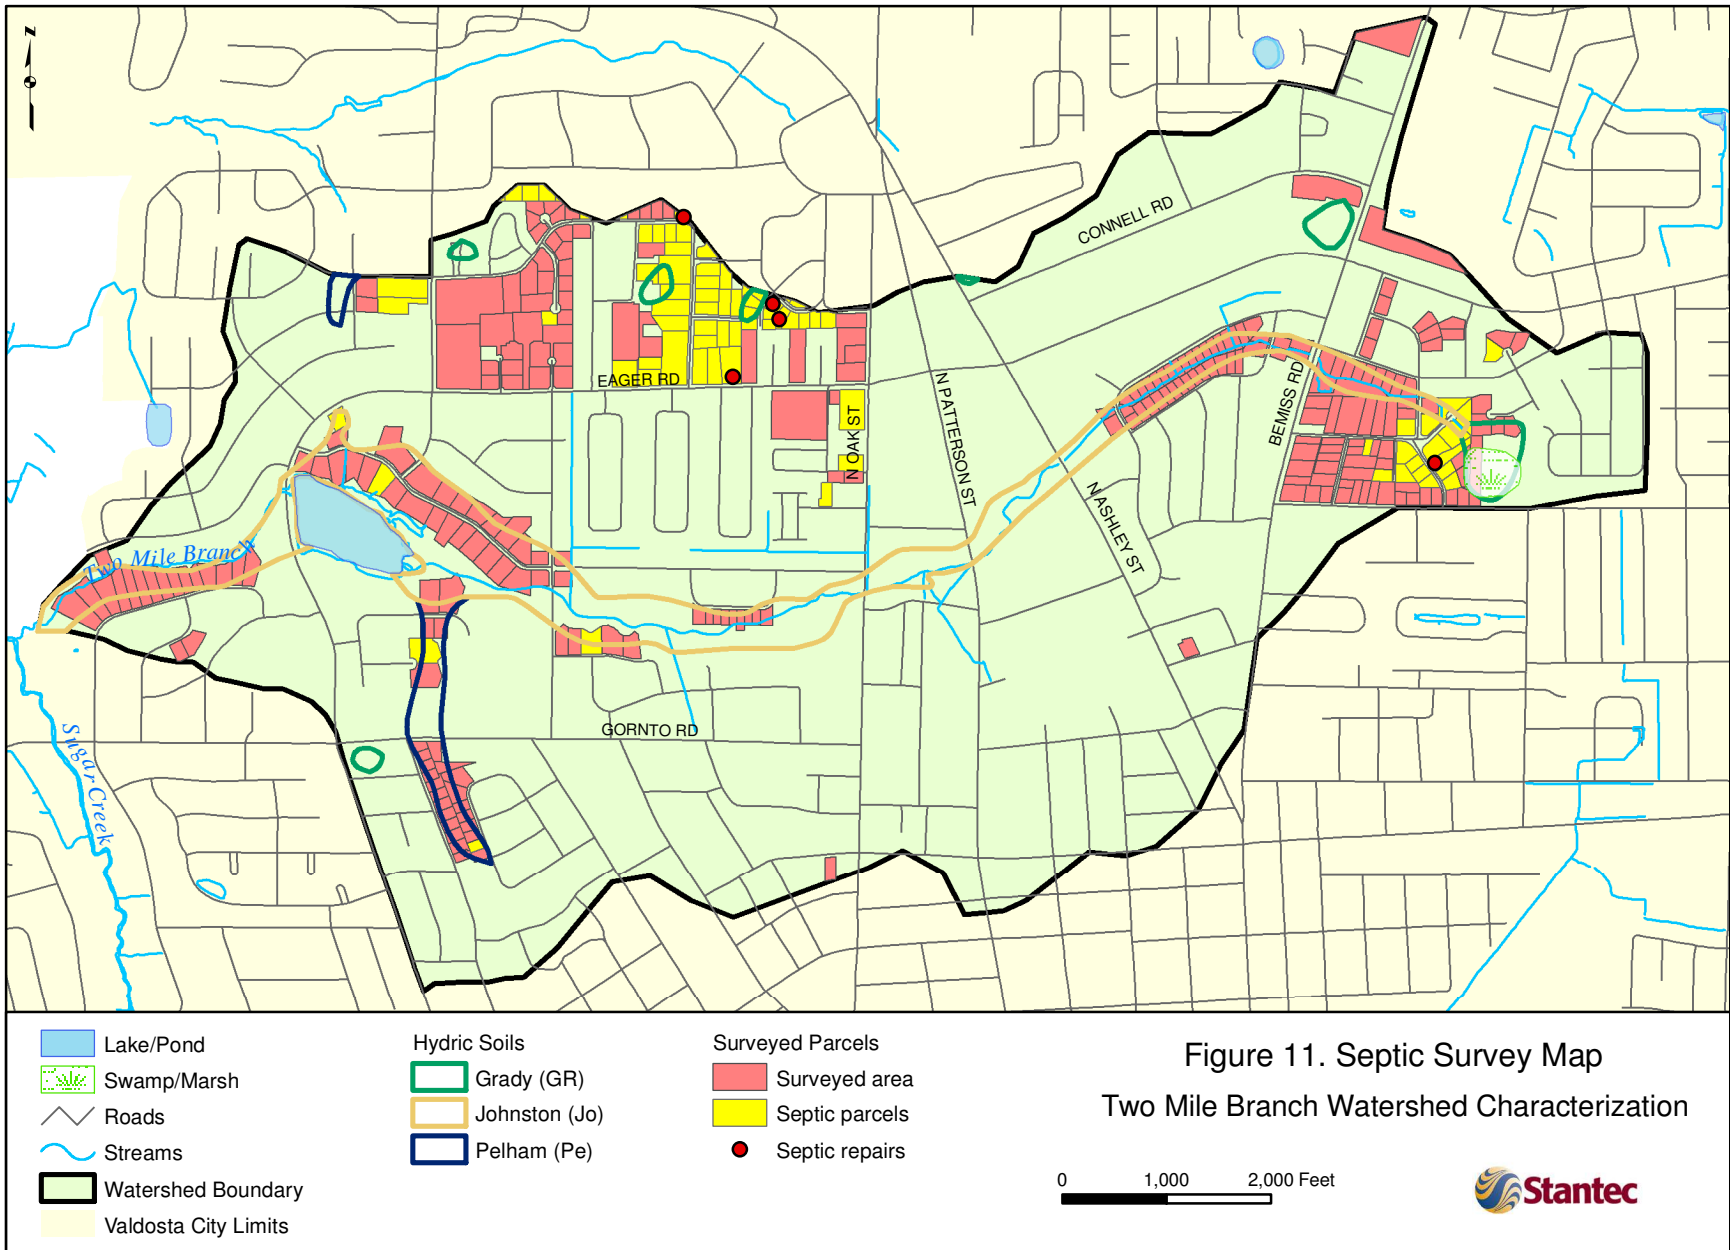 N
CONNELL RD
EAGER RD
N OAK ST
N PATTERSON ST
BEMISS RD
N ASHLEY ST
Two Mile Branch
GORNTO RD
Sugar Creek
Lake/Pond
Swamp/Marsh
Roads
Streams
Watershed Boundary
Valdosta City Limits
Hydric Soils
Grady (GR)
Johnston (Jo)
Pelham (Pe)
Surveyed Parcels
Surveyed area
Septic parcels
Septic repairs
Figure 11. Septic Survey Map
Two Mile Branch Watershed Characterization
0 1,000 2,000 Feet
Stantec